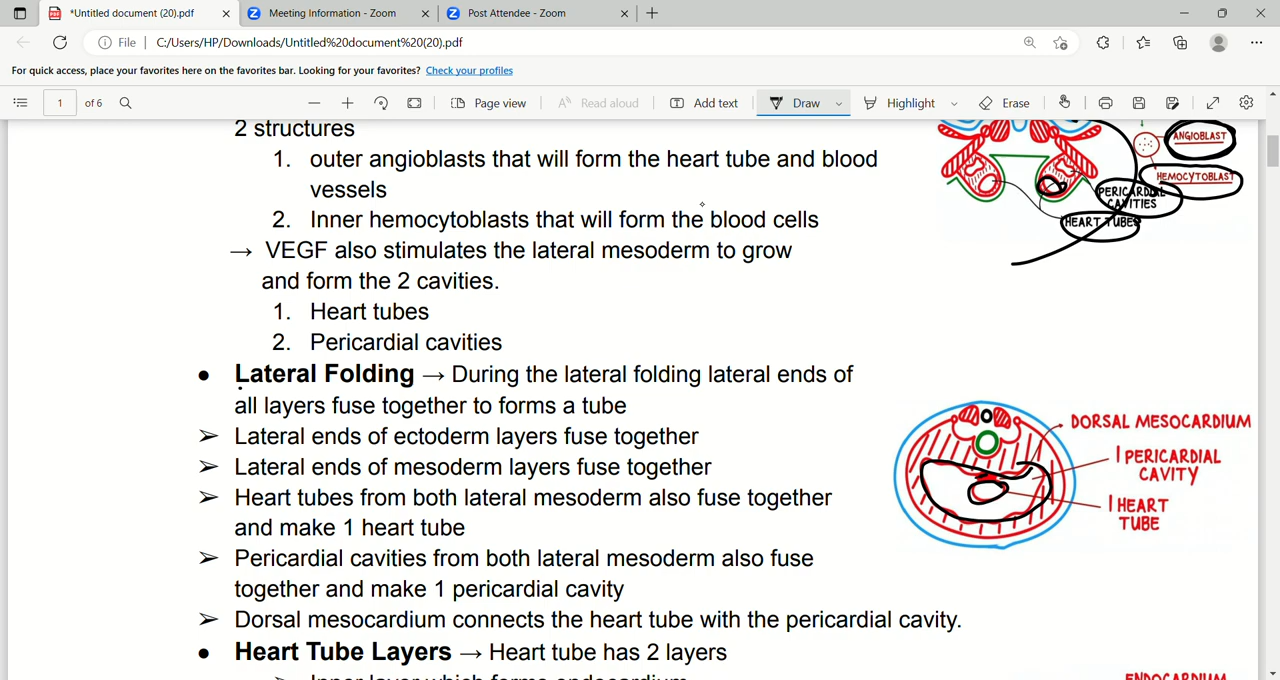 *Untitled document (20).pdf
Meeting Information - Zoom
Post Attendee - Zoom
File
C:/Users/HP/Downloads/Untitled%20document%20(20).pdf
For quick access, place your favorites here on the favorites bar. Looking for your favorites? Check your profiles
1 of 6
Page view
Read aloud
Add text
Draw
Highlight
Erase
2 structures
1. outer angioblasts that will form the heart tube and blood
vessels
2. Inner hemocytoblasts that will form the blood cells
→ VEGF also stimulates the lateral mesoderm to grow
and form the 2 cavities.
1. Heart tubes
2. Pericardial cavities
ANGIOBLAST
HEMOCYTOBLAST
PERICARDIAL
CAVITIES
HEART TUBES
● Lateral Folding → During the lateral folding lateral ends of
all layers fuse together to forms a tube
➢ Lateral ends of ectoderm layers fuse together
➢ Lateral ends of mesoderm layers fuse together
➢ Heart tubes from both lateral mesoderm also fuse together
and make 1 heart tube
➢ Pericardial cavities from both lateral mesoderm also fuse
together and make 1 pericardial cavity
➢ Dorsal mesocardium connects the heart tube with the pericardial cavity.
DORSAL MESOCARDIUM
1 PERICARDIAL
CAVITY
1 HEART
TUBE
● Heart Tube Layers → Heart tube has 2 layers
➢ Inner layer which forms endocardium
ENDOCARDIUM